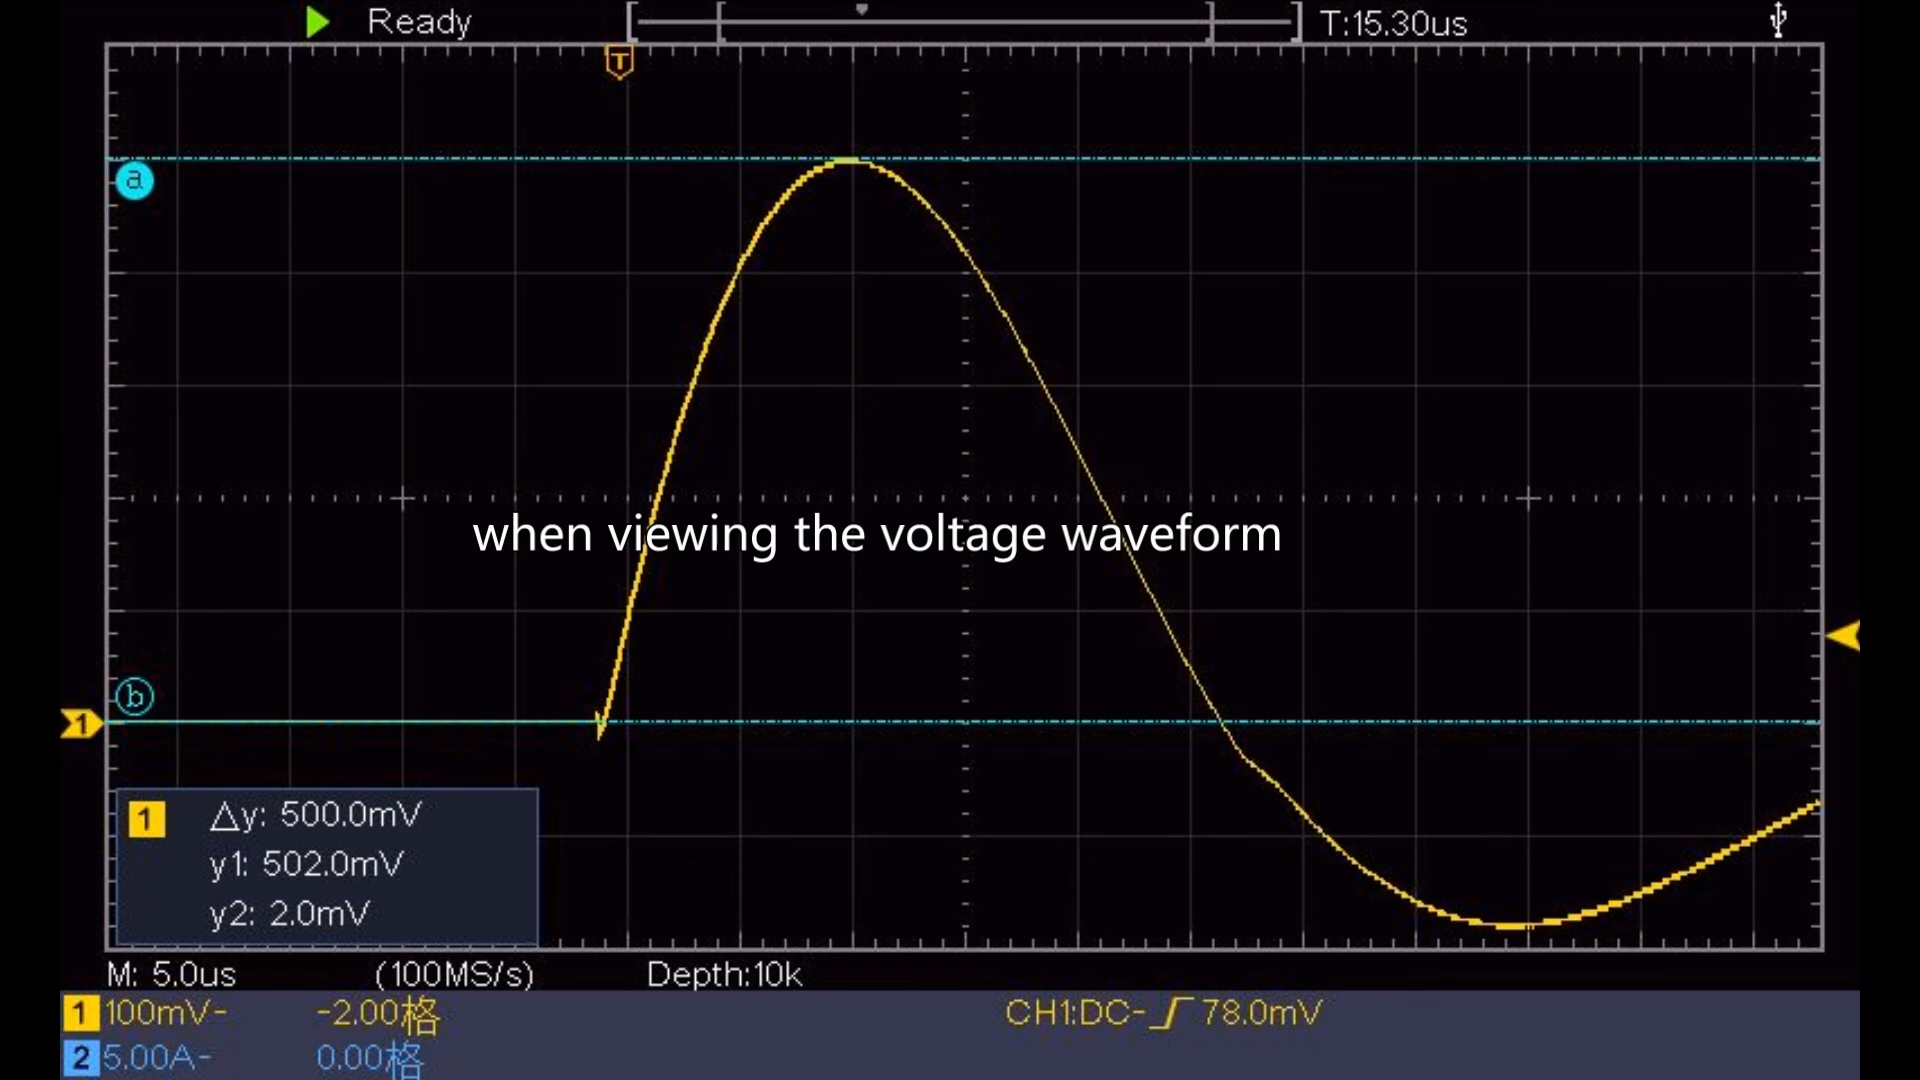 Ready
T:15.30us
T
a
when viewing the voltage waveform
b
1
1
Δy: 500.0mV
y1: 502.0mV
y2: 2.0mV
M: 5.0us (100MS/s) Depth:10k
1 100mV- -2.00格 CH1:DC- 78.0mV
2 5.00A- 0.00格